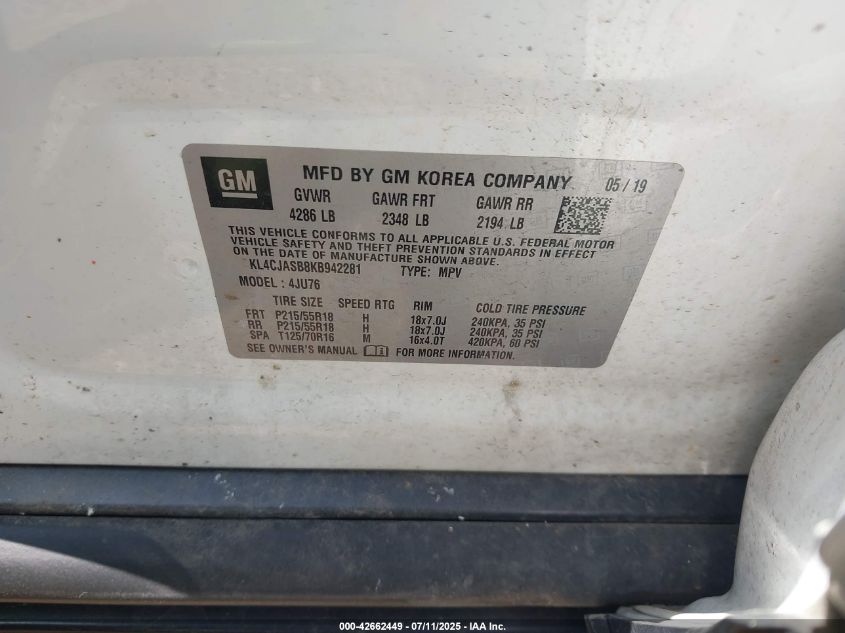 GM
MFD BY GM KOREA COMPANY 05 / 19
GVWR GAWR FRT GAWR RR
4286 LB 2348 LB 2194 LB
THIS VEHICLE CONFORMS TO ALL APPLICABLE U.S. FEDERAL MOTOR
VEHICLE SAFETY AND THEFT PREVENTION STANDARDS IN EFFECT
ON THE DATE OF MANUFACTURE SHOWN ABOVE.
KL4CJASB8KB942281 TYPE: MPV
MODEL : 4JU76
TIRE SIZE SPEED RTG RIM COLD TIRE PRESSURE
FRT P215/55R18 H 18x7.0J 240KPA, 35 PSI
RR P215/55R18 H 18x7.0J 240KPA, 35 PSI
SPA T125/70R16 M 16x4.0T 420KPA, 60 PSI
SEE OWNER'S MANUAL FOR MORE INFORMATION.
000-42662449 - 07/11/2025 - IAA Inc.